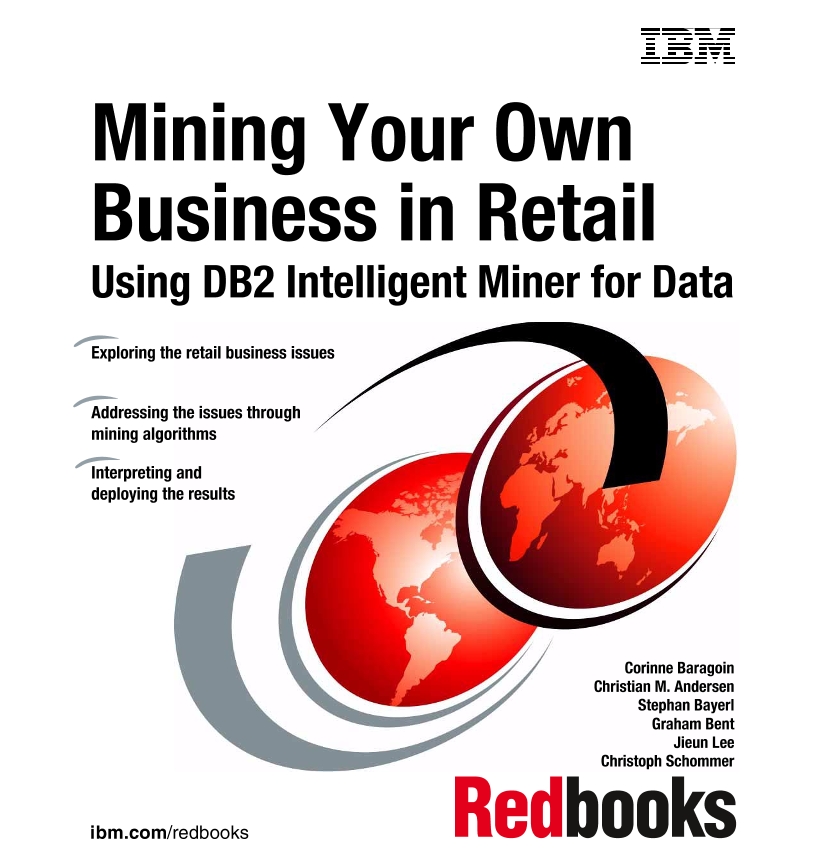 IBM
Mining Your Own
Business in Retail
Using DB2 Intelligent Miner for Data
Exploring the retail business issues
Addressing the issues through
mining algorithms
Interpreting and
deploying the results
Corinne Baragoin
Christian M. Andersen
Stephan Bayerl
Graham Bent
Jieun Lee
Christoph Schommer
Redbooks
ibm.com/redbooks